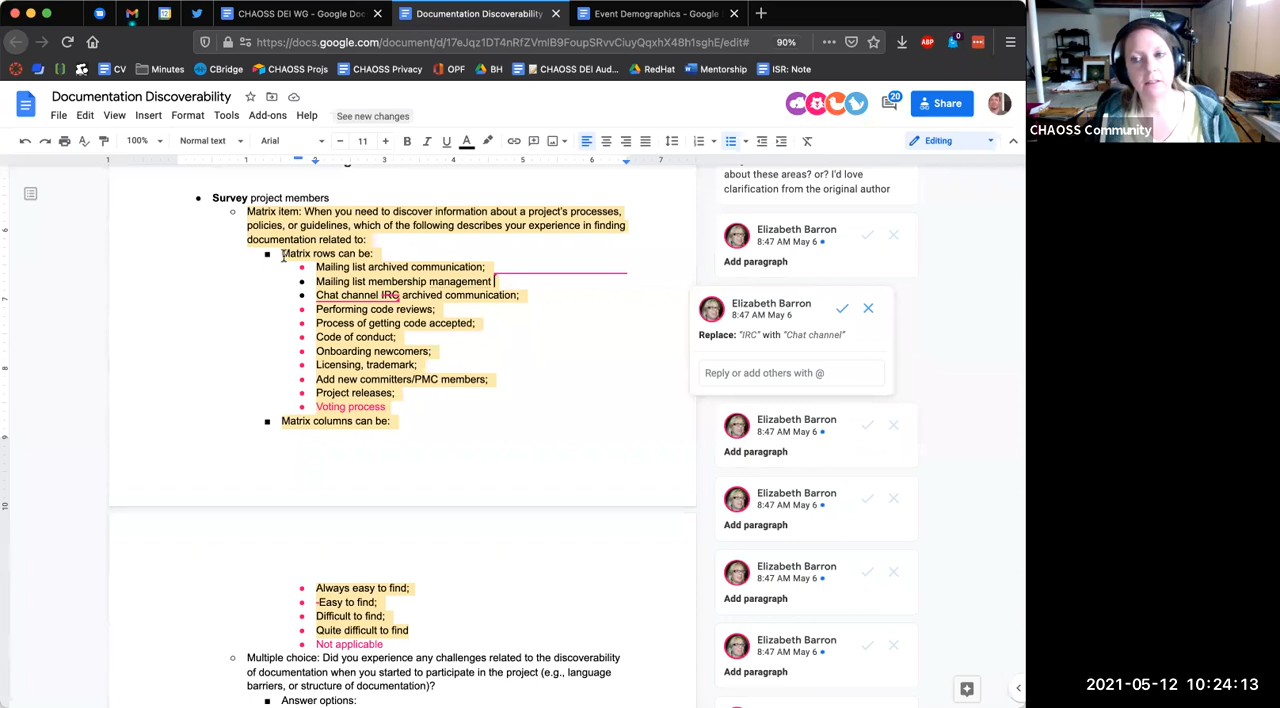 CHAOSS DEI WG - Google Doc
Documentation Discoverability
Event Demographics - Google
https://docs.google.com/document/d/17eJqz1DT4nRfZVmlB9FoupSRvvCiuyQqxhX48h1sghE/edit#
90%
ABP
0
CV
Minutes
CBridge
CHAOSS Projs
CHAOSS Privacy
OPF
BH
CHAOSS DEI Aud...
RedHat
Mentorship
ISR: Note
Documentation Discoverability
20
Share
File Edit View Insert Format Tools Add-ons Help
See new changes
100%
Normal text
Arial
11
Editing
1 1 2 3 4 5 6 7
Survey project members
Matrix item: When you need to discover information about a project's processes,
policies, or guidelines, which of the following describes your experience in finding
documentation related to:
Matrix rows can be:
Mailing list archived communication;
Mailing list membership management
Chat channel IRC archived communication;
Performing code reviews;
Process of getting code accepted;
Code of conduct;
Onboarding newcomers;
Licensing, trademark;
Add new committers/PMC members;
Project releases;
Voting process
Matrix columns can be:
Always easy to find;
-Easy to find;
Difficult to find;
Quite difficult to find
Not applicable
Multiple choice: Did you experience any challenges related to the discoverability
of documentation when you started to participate in the project (e.g., language
barriers, or structure of documentation)?
Answer options:
about these areas? or? I'd love
clarification from the original author
Elizabeth Barron
8:47 AM May 6
Add paragraph
Elizabeth Barron
8:47 AM May 6
Replace: "IRC" with "Chat channel"
Reply or add others with @
Elizabeth Barron
8:47 AM May 6
Add paragraph
Elizabeth Barron
8:47 AM May 6
Add paragraph
Elizabeth Barron
8:47 AM May 6
Add paragraph
Elizabeth Barron
8:47 AM May 6
Add paragraph
CHAOSS Community
2021-05-12 10:24:13